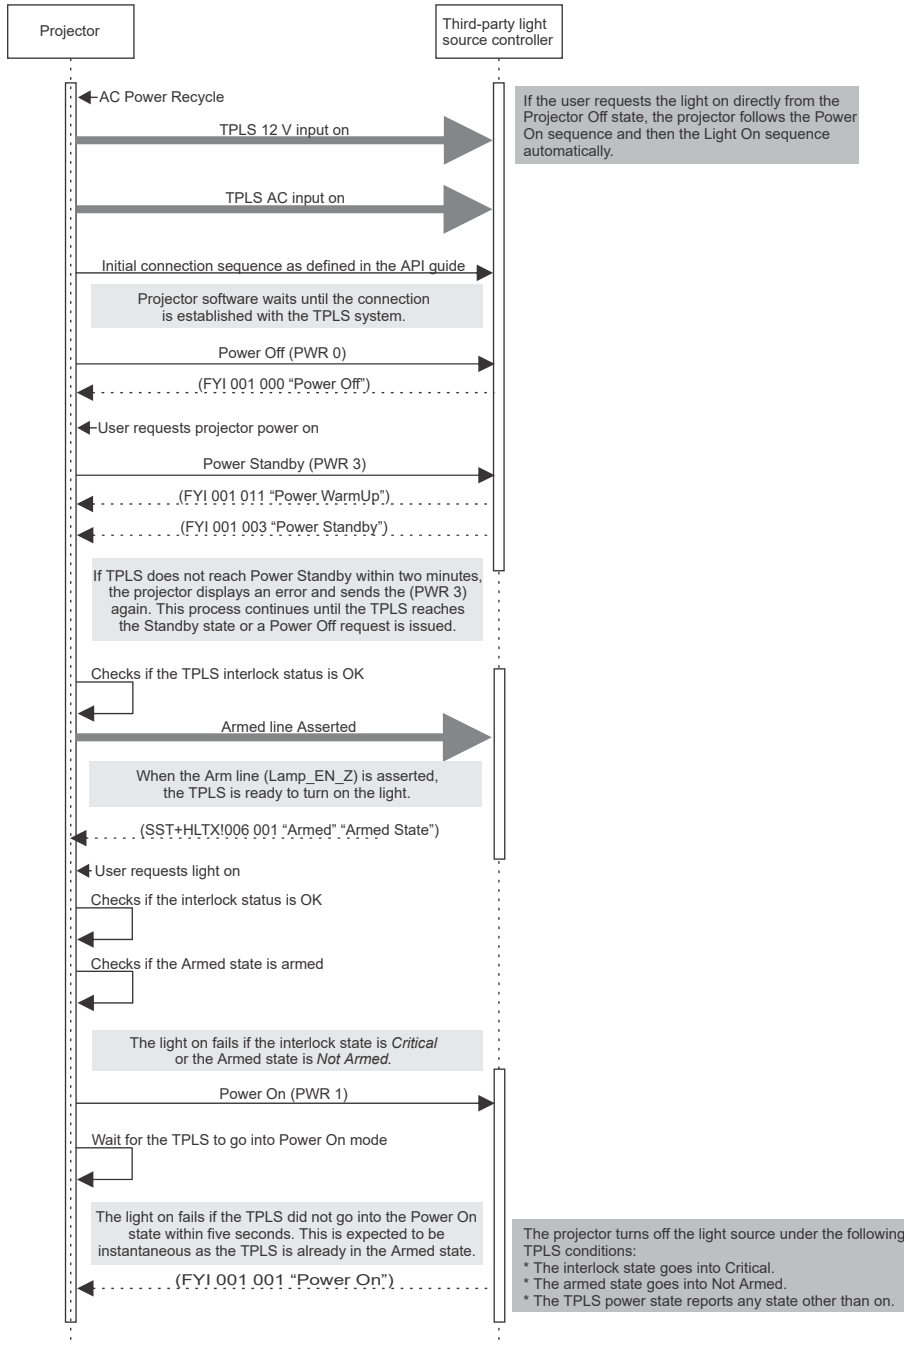 Projector
Third-party light
source controller
AC Power Recycle
If the user requests the light on directly from the
Projector Off state, the projector follows the Power
On sequence and then the Light On sequence
automatically.
TPLS 12 V input on
TPLS AC input on
Initial connection sequence as defined in the API guide
Projector software waits until the connection
is established with the TPLS system.
Power Off (PWR 0)
(FYI 001 000 “Power Off”)
User requests projector power on
Power Standby (PWR 3)
(FYI 001 011 “Power WarmUp”)
(FYI 001 003 “Power Standby”)
If TPLS does not reach Power Standby within two minutes,
the projector displays an error and sends the (PWR 3)
again. This process continues until the TPLS reaches
the Standby state or a Power Off request is issued.
Checks if the TPLS interlock status is OK
Armed line Asserted
When the Arm line (Lamp_EN_Z) is asserted,
the TPLS is ready to turn on the light.
(SST+HLTX!006 001 “Armed” “Armed State”)
User requests light on
Checks if the interlock status is OK
Checks if the Armed state is armed
The light on fails if the interlock state is Critical
or the Armed state is Not Armed.
Power On (PWR 1)
Wait for the TPLS to go into Power On mode
The light on fails if the TPLS did not go into the Power On
state within five seconds. This is expected to be
instantaneous as the TPLS is already in the Armed state.
(FYI 001 001 “Power On”)
The projector turns off the light source under the following
TPLS conditions:
* The interlock state goes into Critical.
* The armed state goes into Not Armed.
* The TPLS power state reports any state other than on.